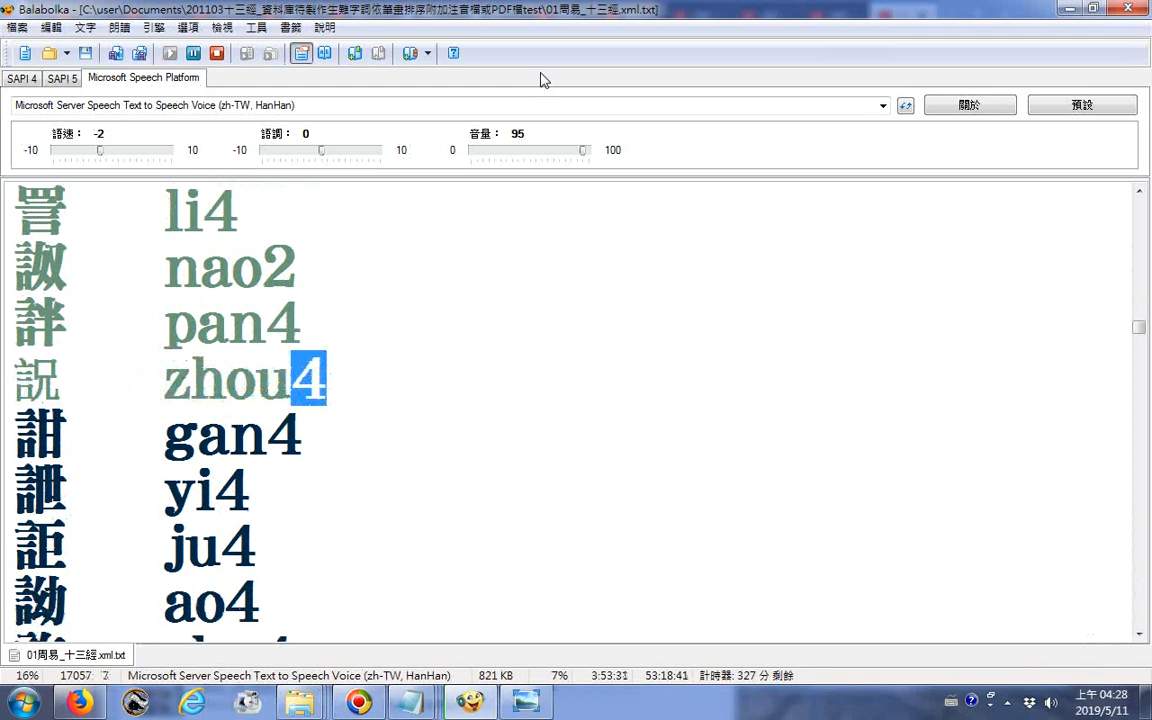 Balabolka - [C:\user\Documents\201103十三經_資料庫待製作生難字詞依筆畫排序附加注音檔或PDF檔test\01周易_十三經.xml.txt]
檔案 編輯 文字 朗讀 引擎 選項 檢視 工具 書籤 說明
SAPI 4 SAPI 5 Microsoft Speech Platform
Microsoft Server Speech Text to Speech Voice (zh-TW, HanHan) 關於 預設
語速： -2 語調： 0 音量： 95
-10 10 -10 10 0 100
詈 li4
詉 nao2
詊 pan4
詋 zhou4
詌 gan4
詍 yi4
詎 ju4
詏 ao4
01周易_十三經.xml.txt
16% 17057: 7 Microsoft Server Speech Text to Speech Voice (zh-TW, HanHan) 821 KB 7% 3:53:31 53:18:41 計時器: 327 分 剩餘
上午 04:28
2019/5/11